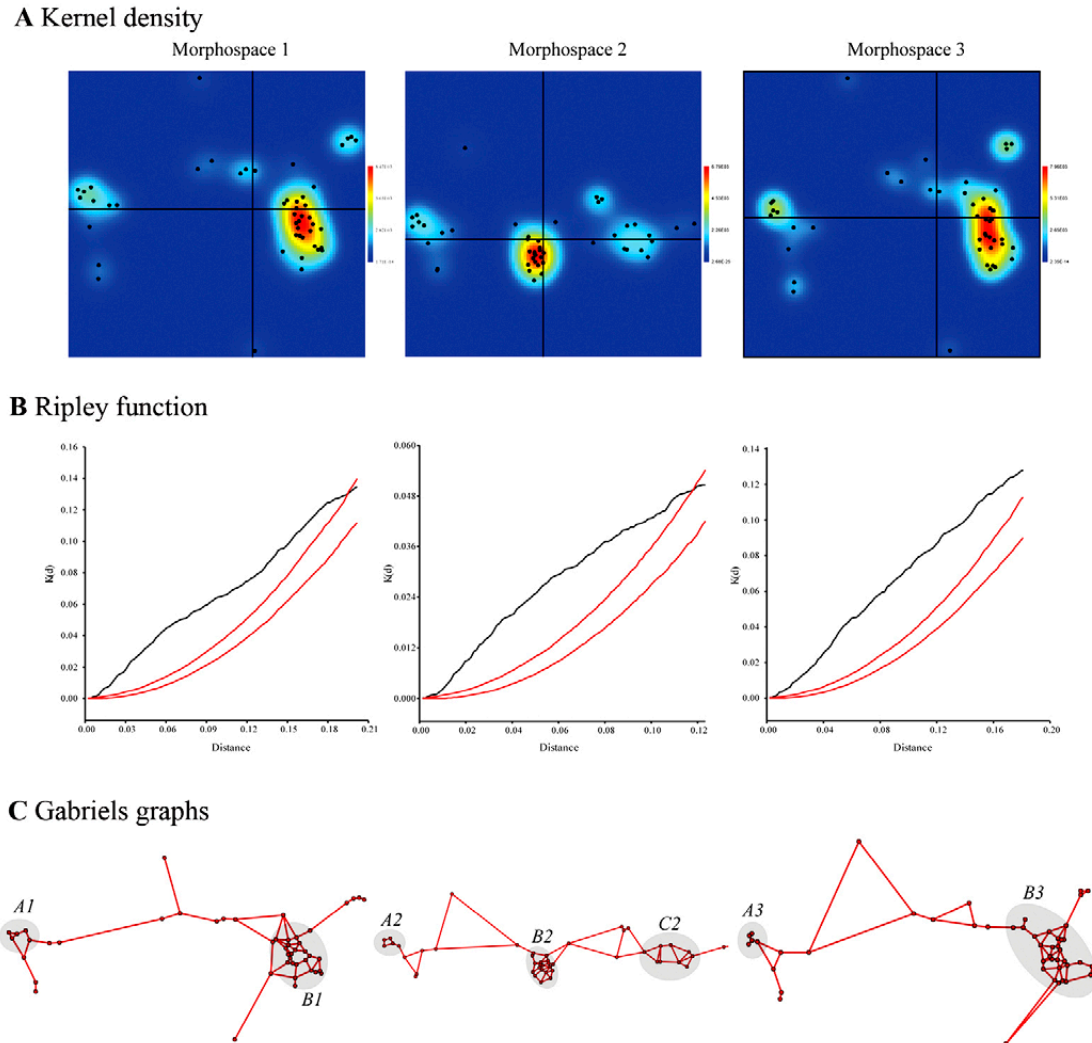 A Kernel density
Morphospace 1
Morphospace 2
Morphospace 3
B Ripley function
0.16
0.14
0.12
0.10
0.08
0.06
0.04
0.02
0.00
K(d)
0.00 0.03 0.06 0.09 0.12 0.15 0.18 0.21
Distance
0.060
0.048
0.036
0.024
0.012
0.000
K(d)
0.00 0.02 0.04 0.06 0.08 0.10 0.12
Distance
0.14
0.12
0.10
0.08
0.06
0.04
0.02
0.00
K(d)
0.00 0.04 0.08 0.12 0.16 0.20
Distance
C Gabriels graphs
A1
B1
A2
B2
C2
A3
B3